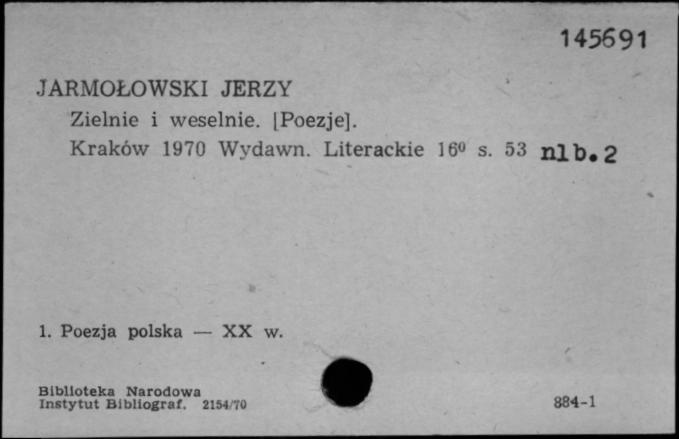 145691
JARMOŁOWSKI JERZY
Zielnie i weselnie. [Poezje].
Kraków 1970 Wydawn. Literackie 16º s. 53 nlb.2
1. Poezja polska — XX w.
Biblioteka Narodowa
Instytut Bibliograf. 2154/70
884-1